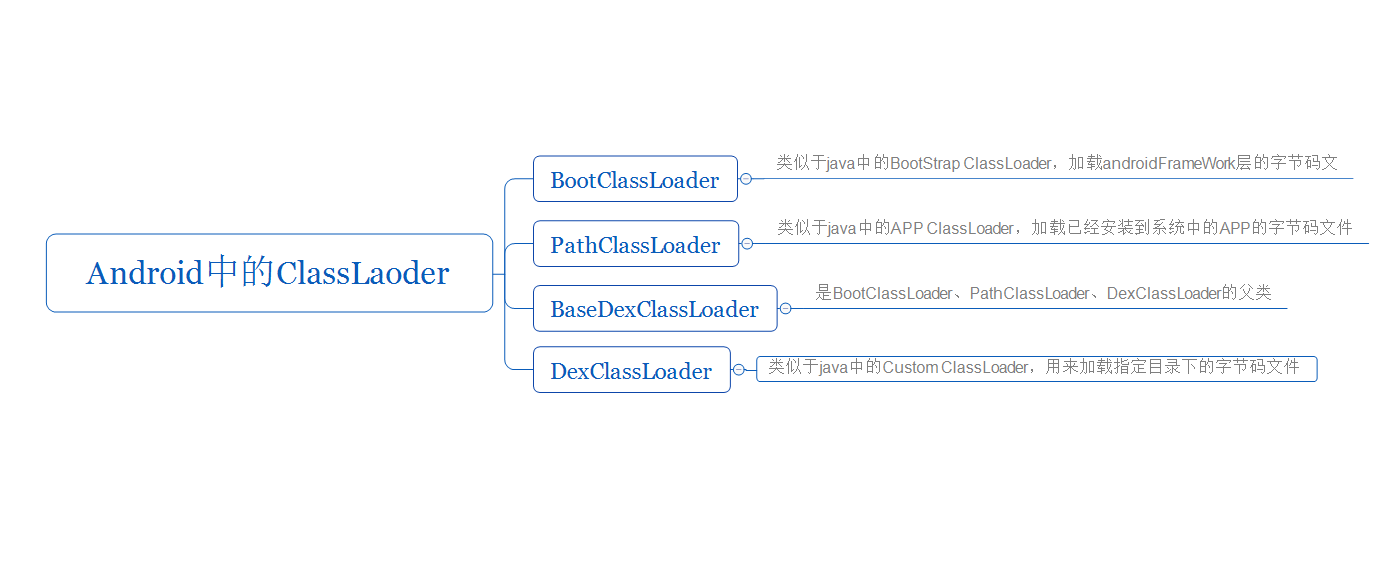 Android中的ClassLaoder
BootClassLoader
类似于java中的BootStrap ClassLoader，加载androidFrameWork层的字节码文
PathClassLoader
类似于java中的APP ClassLoader，加载已经安装到系统中的APP的字节码文件
BaseDexClassLoader
是BootClassLoader、PathClassLoader、DexClassLoader的父类
DexClassLoader
类似于java中的Custom ClassLoader，用来加载指定目录下的字节码文件